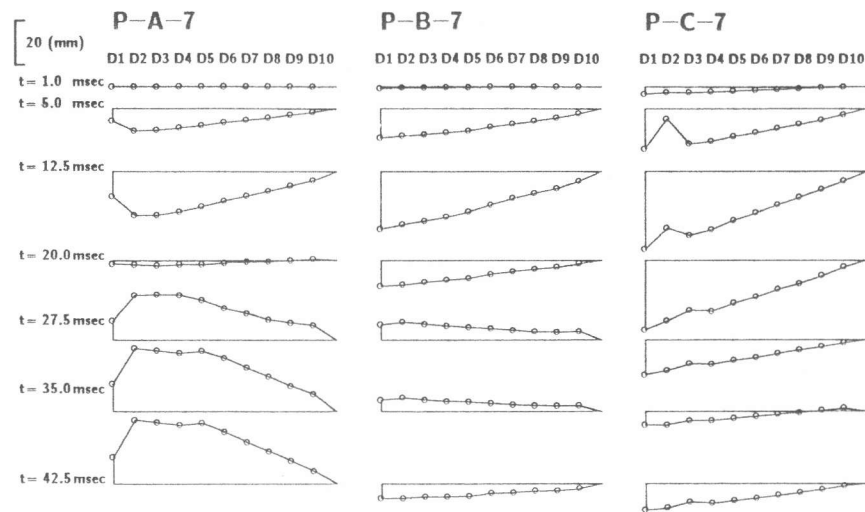 P-A-7 P-B-7 P-C-7
20 (mm)
D1 D2 D3 D4 D5 D6 D7 D8 D9 D10 D1 D2 D3 D4 D5 D6 D7 D8 D9 D10 D1 D2 D3 D4 D5 D6 D7 D8 D9 D10
t= 1.0 msec
t= 5.0 msec
t= 12.5 msec
t= 20.0 msec
t= 27.5 msec
t= 35.0 msec
t= 42.5 msec